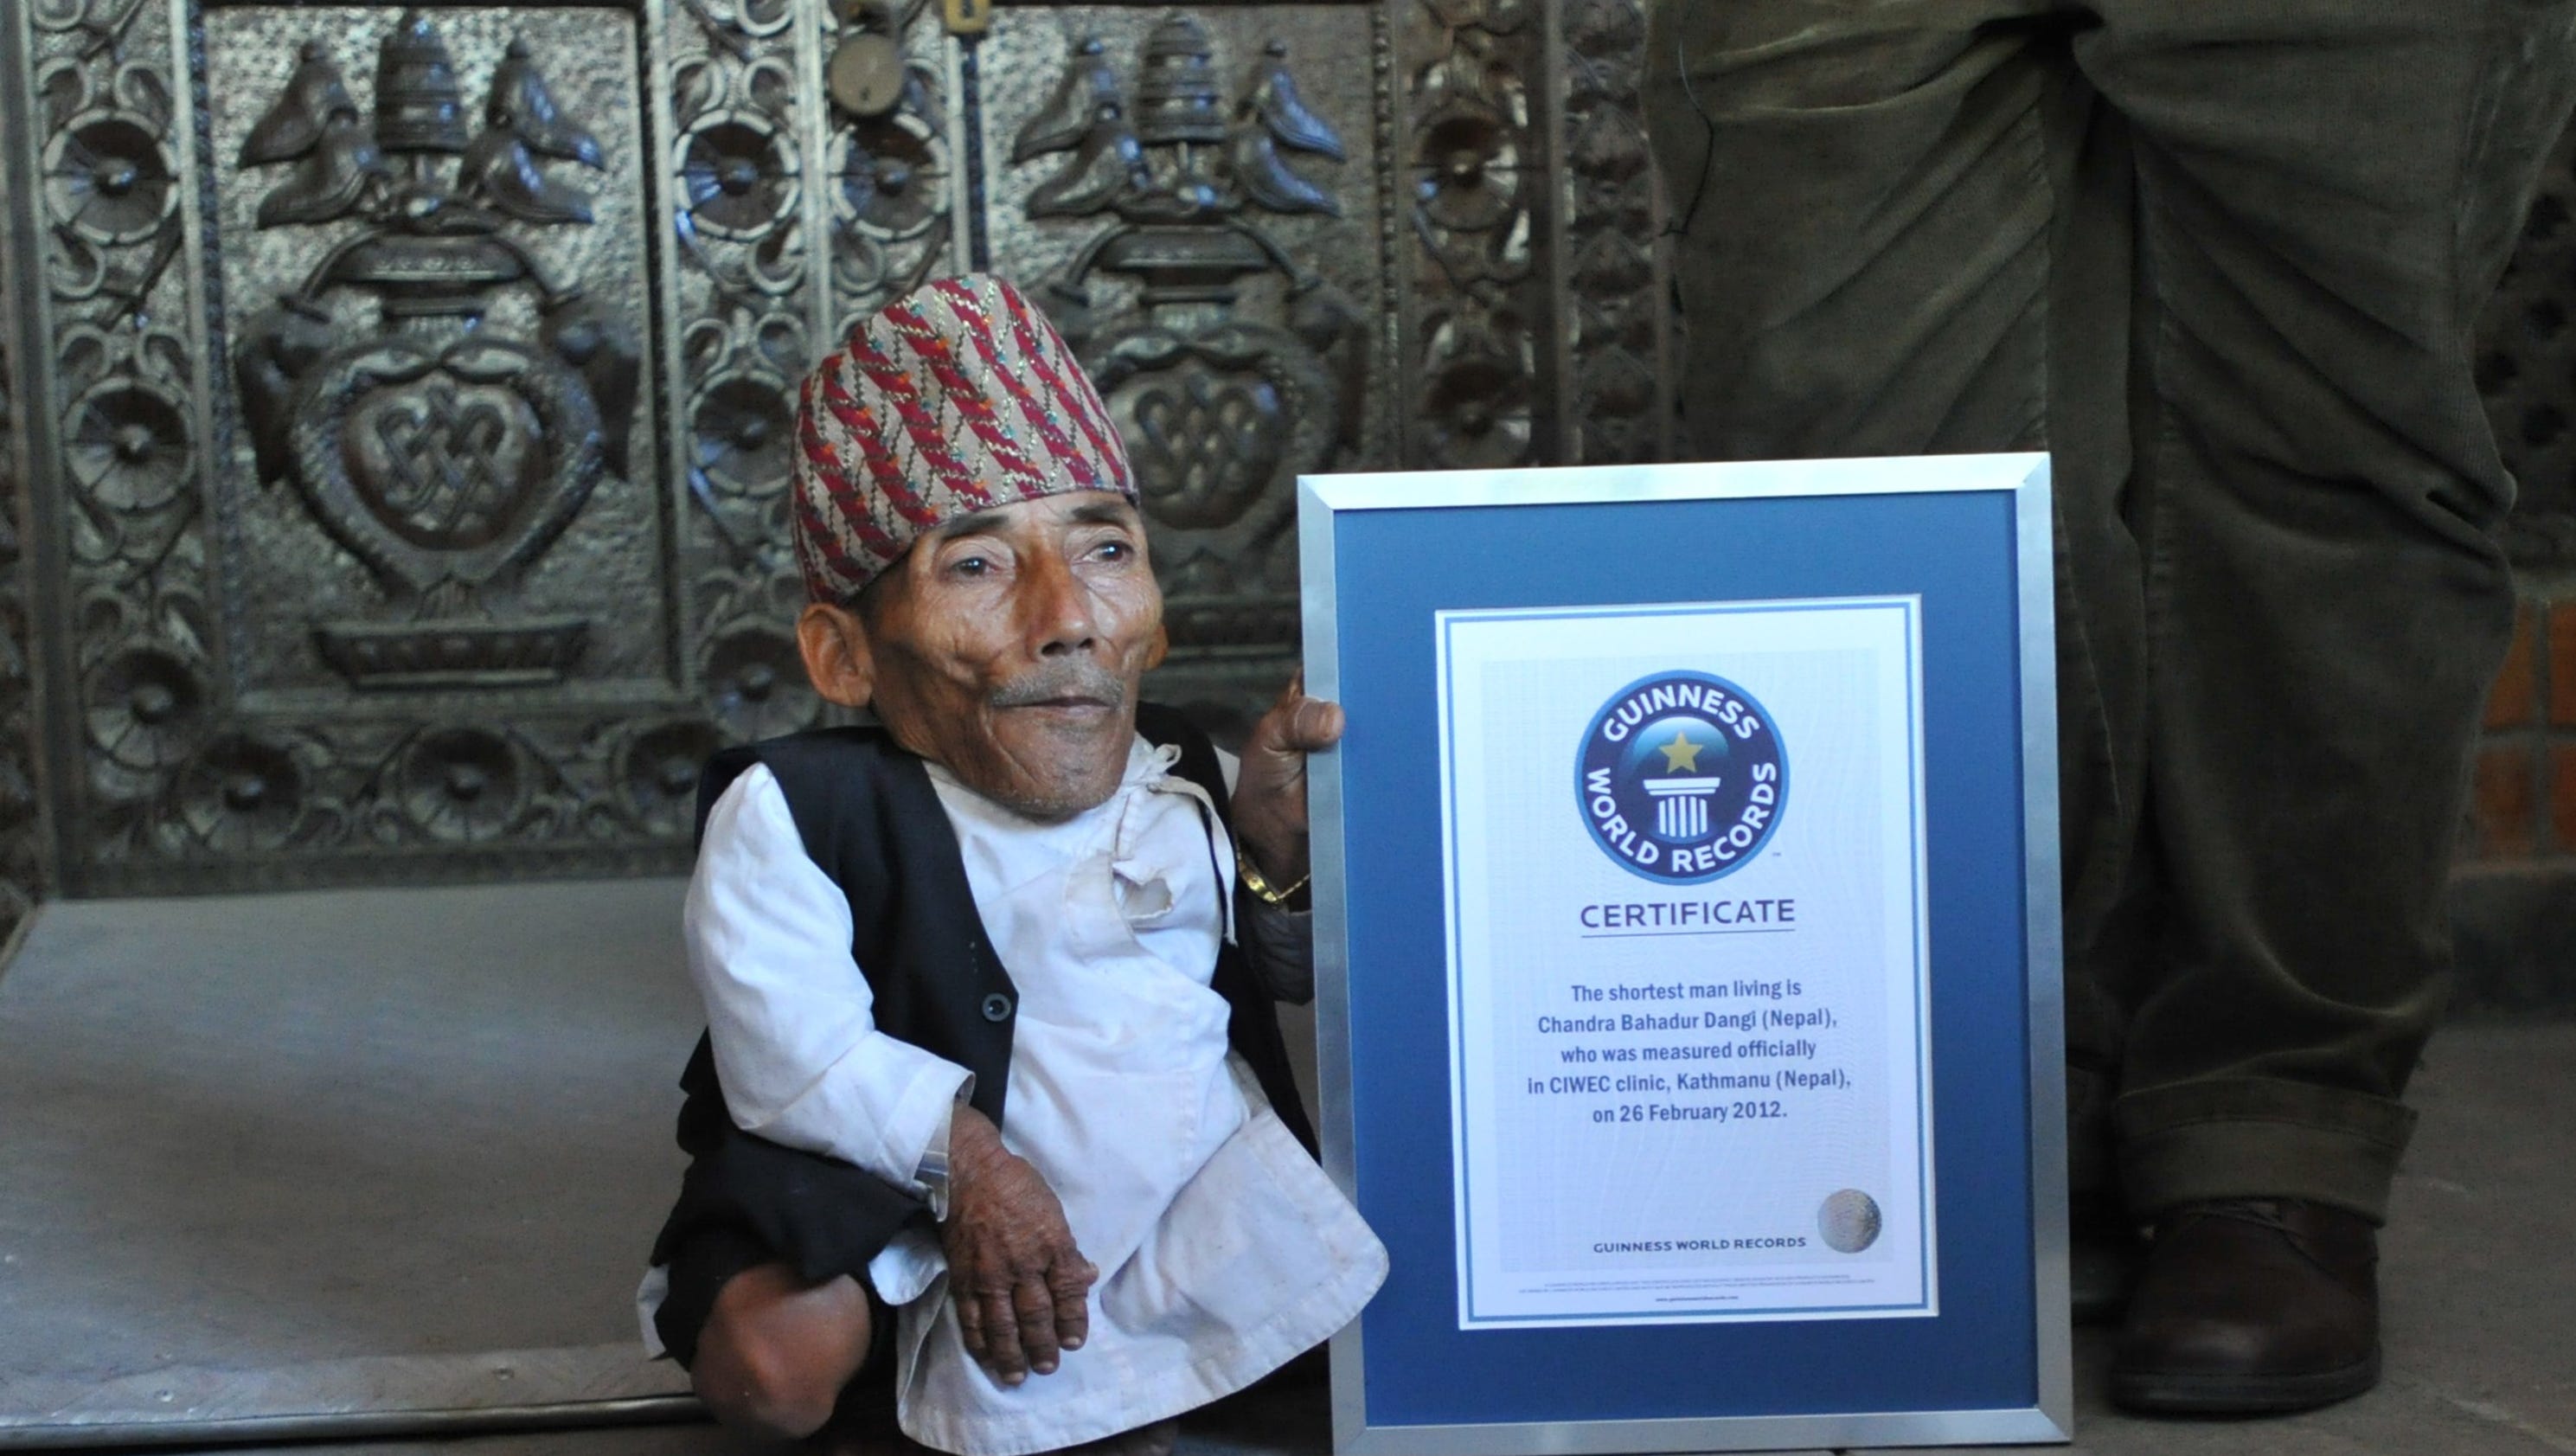 GUINNESS
WORLD RECORDS
CERTIFICATE
The shortest man living is
Chandra Bahadur Dangi (Nepal),
who was measured officially
in CIWEC clinic, Kathmanu (Nepal),
on 26 February 2012.
GUINNESS WORLD RECORDS